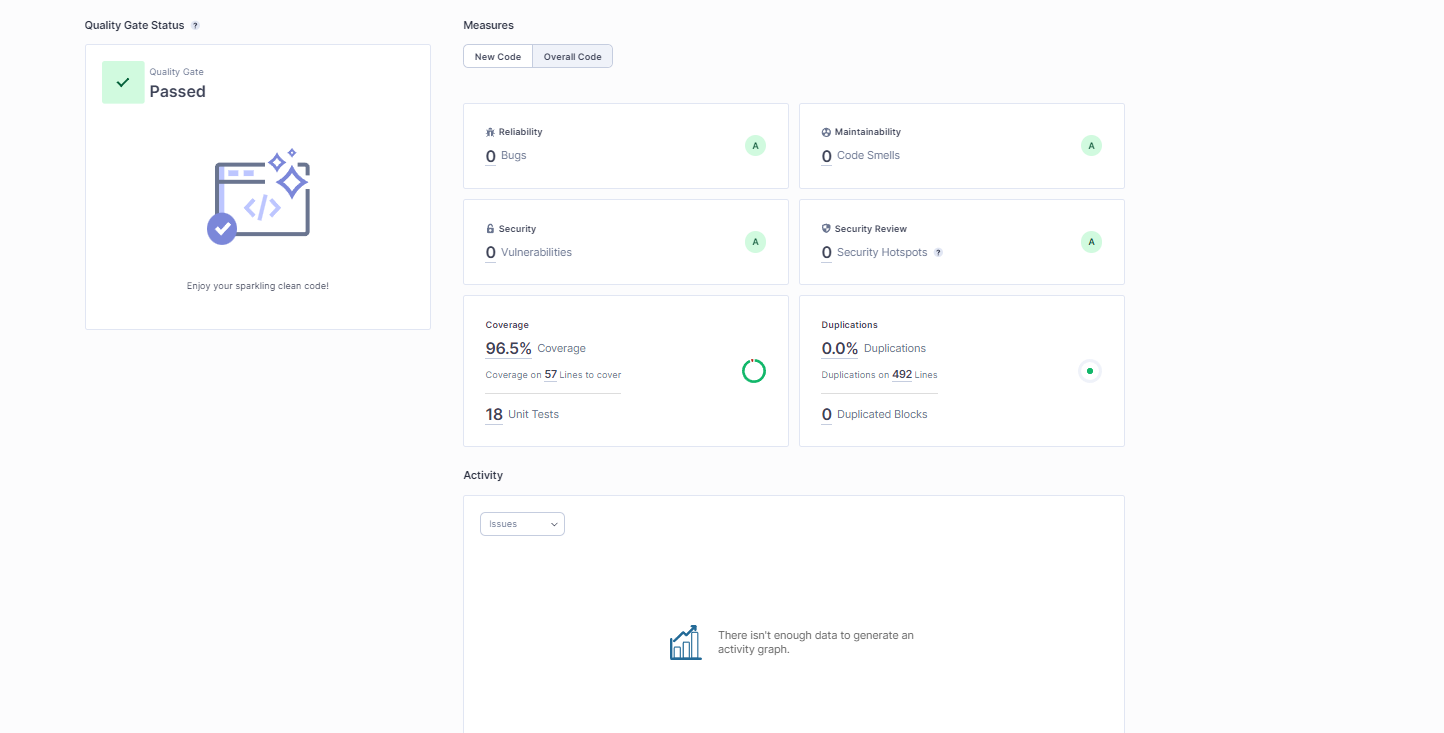 Quality Gate Status ?
Quality Gate
Passed
Enjoy your sparkling clean code!
Measures
New Code
Overall Code
Reliability
0 Bugs
A
Maintainability
0 Code Smells
A
Security
0 Vulnerabilities
A
Security Review
0 Security Hotspots ?
A
Coverage
96.5% Coverage
Coverage on 57 Lines to cover
18 Unit Tests
Duplications
0.0% Duplications
Duplications on 492 Lines
0 Duplicated Blocks
Activity
Issues
There isn't enough data to generate an
activity graph.